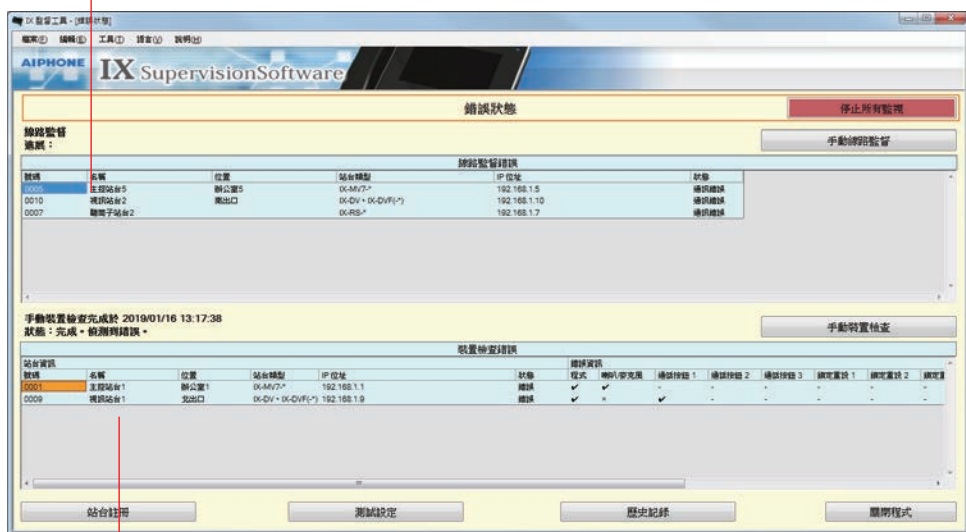 IX 監督工具 - [錯誤狀態]
檔案(F) 編輯(E) 工具(T) 語言(V) 說明(H)
AIPHONE IX SupervisionSoftware
錯誤狀態 停止所有監視
線路監督
進展：
手動線路監督
線路監督錯誤
號碼 名稱 位置 站台類型 IP 位址 狀態
0005 主控站台5 辦公室5 IX-MV7-* 192.168.1.5 通訊錯誤
0010 視訊站台2 南出口 IX-DV，IX-DVF(-*) 192.168.1.10 通訊錯誤
0007 聽筒子站台2 IX-RS-* 192.168.1.7 通訊錯誤
手動裝置檢查完成於 2019/01/16 13:17:38
狀態：完成。偵測到錯誤。
手動裝置檢查
裝置檢查錯誤
站台資訊 錯誤資訊
號碼 名稱 位置 站台類型 IP 位址 狀態 程式 喇叭/麥克風 通話按鈕 1 通話按鈕 2 通話按鈕 3 鎖定重設 1 鎖定重設 2 鎖定重
0001 主控站台1 辦公室1 IX-MV7-* 192.168.1.1 錯誤 ✔ ✔ - - - - -
0009 視訊站台1 北出口 IX-DV，IX-DVF(-*) 192.168.1.9 錯誤 ✔ × ✔ - - - -
站台註冊 測試設定 歷史記錄 關閉程式